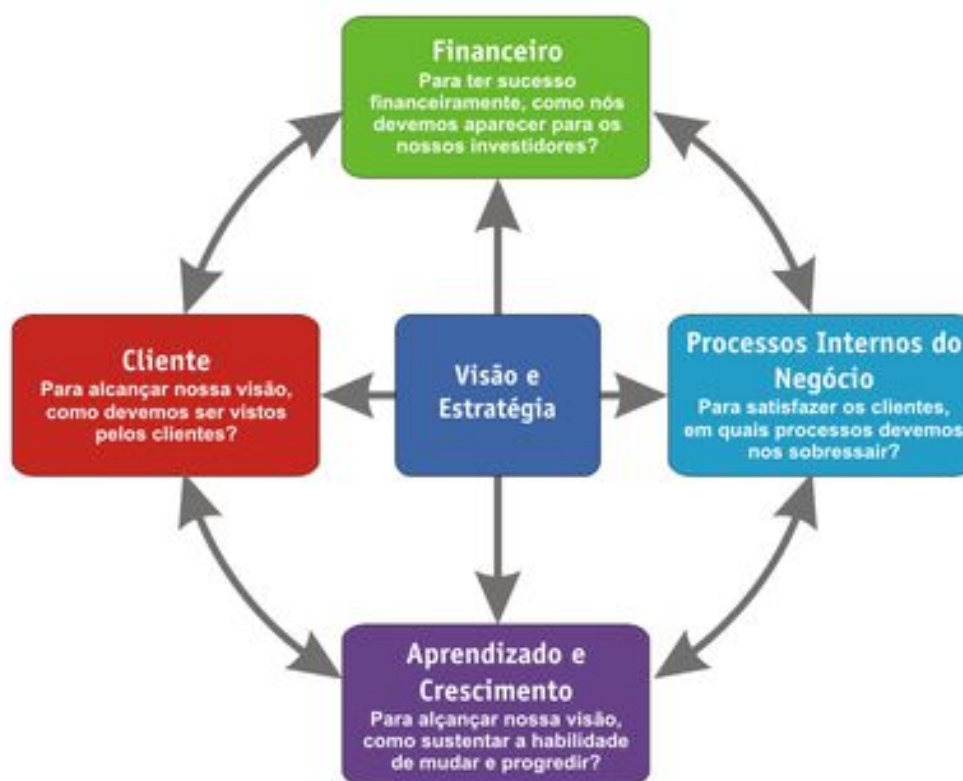 Financeiro
Para ter sucesso
financeiramente, como nós
devemos aparecer para os
nossos investidores?
Cliente
Para alcançar nossa visão,
como devemos ser vistos
pelos clientes?
Visão e
Estratégia
Processos Internos do
Negócio
Para satisfazer os clientes,
em quais processos devemos
nos sobressair?
Aprendizado e
Crescimento
Para alçançar nossa visão,
como sustentar a habilidade
de mudar e progredir?